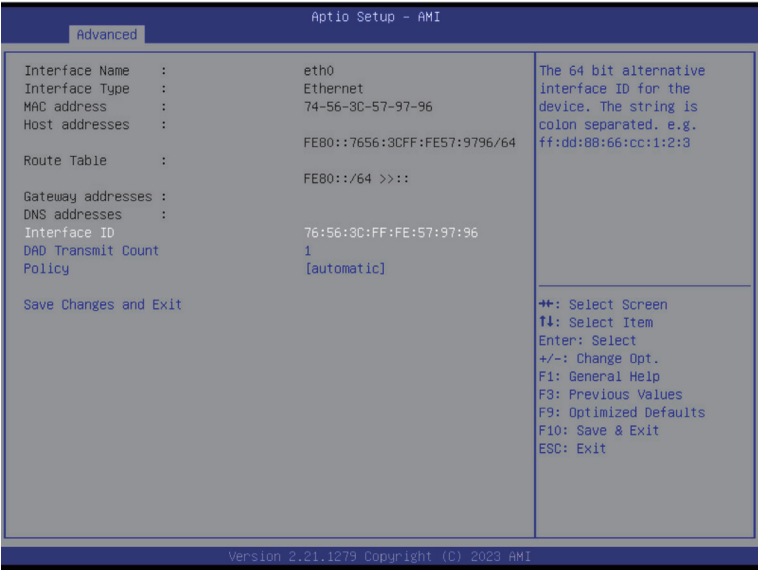 Aptio Setup - AMI
Advanced
Interface Name : eth0
Interface Type : Ethernet
MAC address : 74-56-3C-57-97-96
Host addresses :
FE80::7656:3CFF:FE57:9796/64
Route Table :
FE80::/64 >>::
Gateway addresses :
DNS addresses :
Interface ID 76:56:3C:FF:FE:57:97:96
DAD Transmit Count 1
Policy [automatic]
Save Changes and Exit
The 64 bit alternative
interface ID for the
device. The string is
colon separated. e.g.
ff:dd:88:66:cc:1:2:3
→←: Select Screen
↑↓: Select Item
Enter: Select
+/-: Change Opt.
F1: General Help
F3: Previous Values
F9: Optimized Defaults
F10: Save & Exit
ESC: Exit
Version 2.21.1279 Copyright (C) 2023 AMI